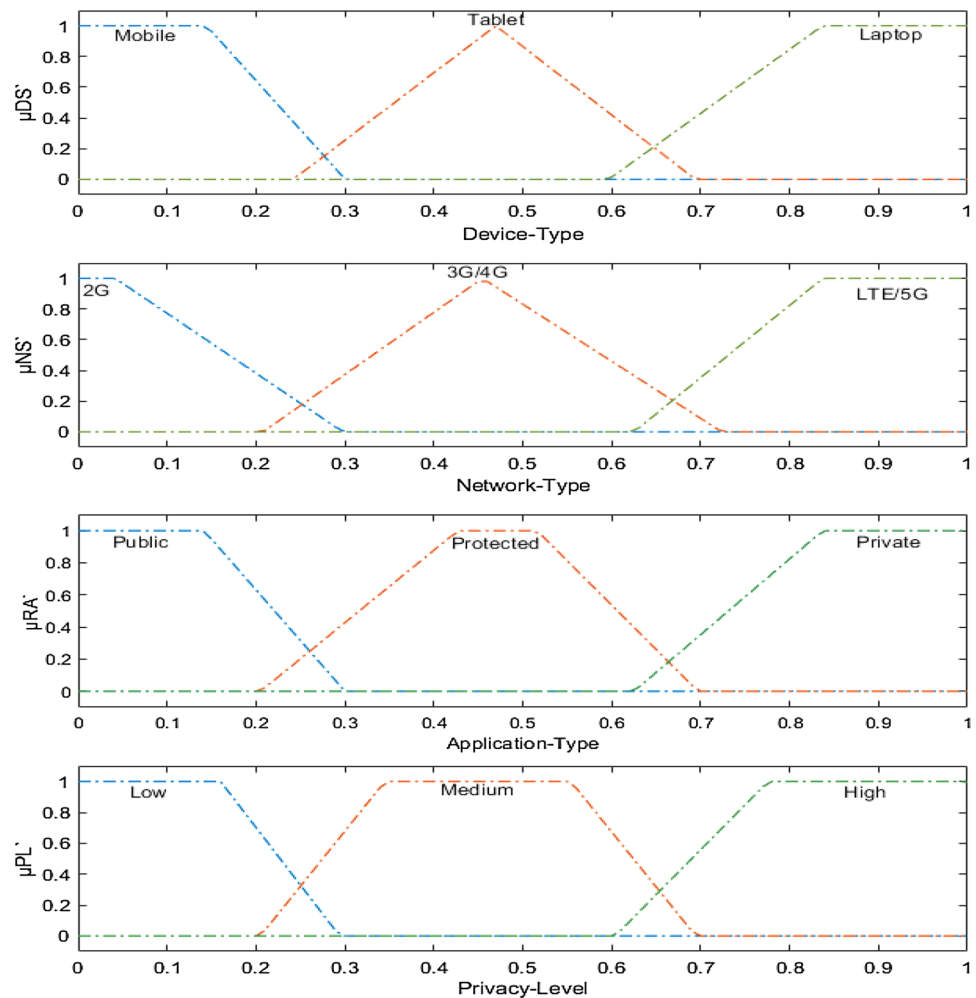 Tablet
1
Mobile
Laptop
0.8
0.6
µDS`
0.4
0.2
0
0 0.1 0.2 0.3 0.4 0.5 0.6 0.7 0.8 0.9 1
Device-Type
3G/4G
1
2G
LTE/5G
0.8
0.6
µNS`
0.4
0.2
0
0 0.1 0.2 0.3 0.4 0.5 0.6 0.7 0.8 0.9 1
Network-Type
1
Public
Protected
Private
0.8
0.6
µRA`
0.4
0.2
0
0 0.1 0.2 0.3 0.4 0.5 0.6 0.7 0.8 0.9 1
Application-Type
1
Low
Medium
High
0.8
0.6
µPL`
0.4
0.2
0
0 0.1 0.2 0.3 0.4 0.5 0.6 0.7 0.8 0.9 1
Privacy-Level